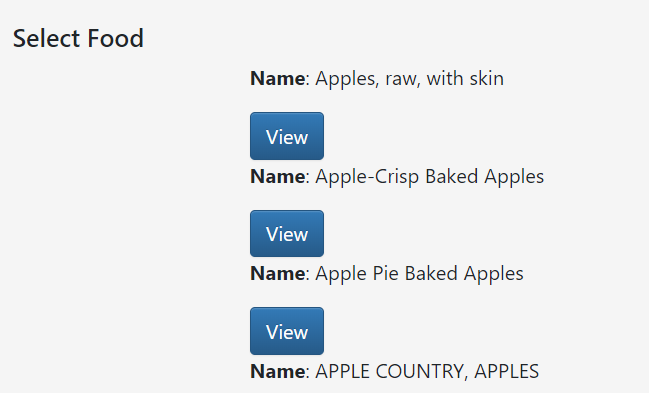 Select Food
Name: Apples, raw, with skin
View
Name: Apple-Crisp Baked Apples
View
Name: Apple Pie Baked Apples
View
Name: APPLE COUNTRY, APPLES